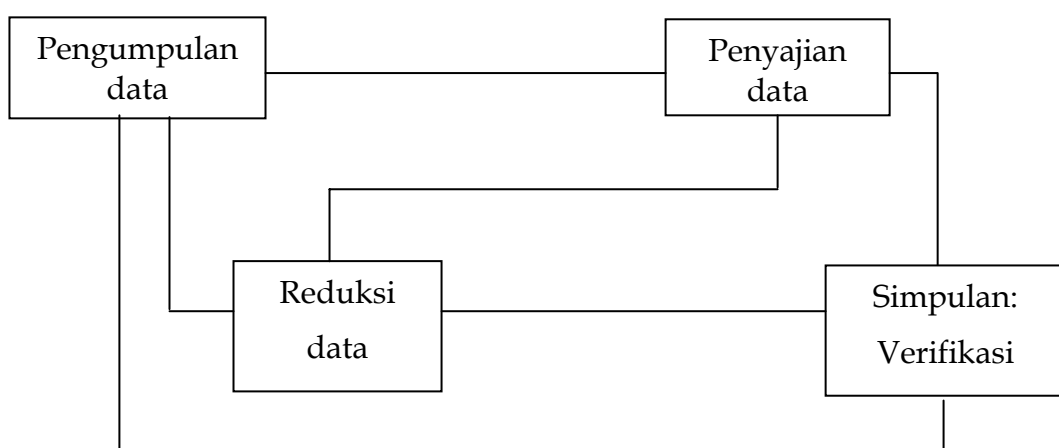 Pengumpulan
data
Penyajian
data
Reduksi
data
Simpulan:
Verifikasi